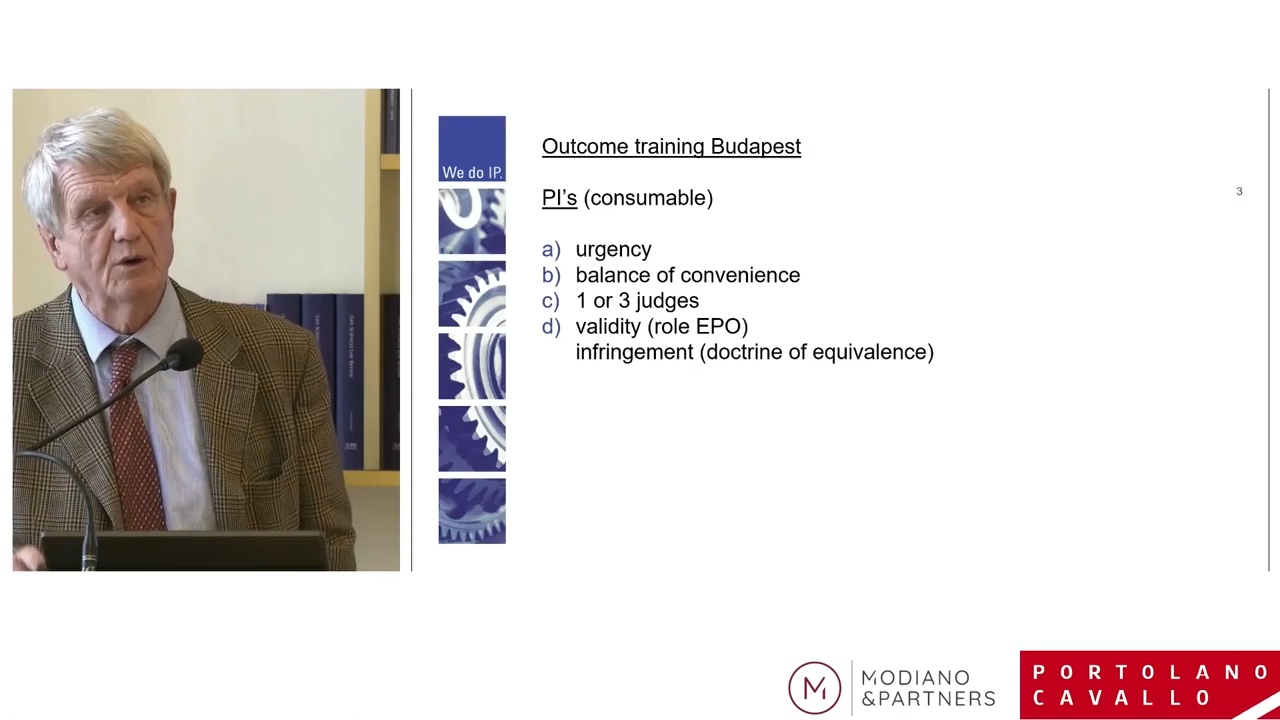 We do IP.
Outcome training Budapest
PI's (consumable)
3
a) urgency
b) balance of convenience
c) 1 or 3 judges
d) validity (role EPO)
infringement (doctrine of equivalence)
M
MODIANO
&PARTNERS
PORTOLANO
CAVALLO